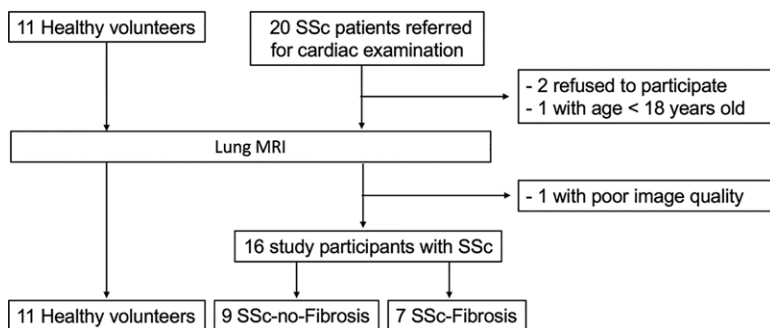 11 Healthy volunteers
20 SSc patients referred
for cardiac examination
- 2 refused to participate
- 1 with age < 18 years old
Lung MRI
- 1 with poor image quality
16 study participants with SSc
11 Healthy volunteers
9 SSc-no-Fibrosis
7 SSc-Fibrosis